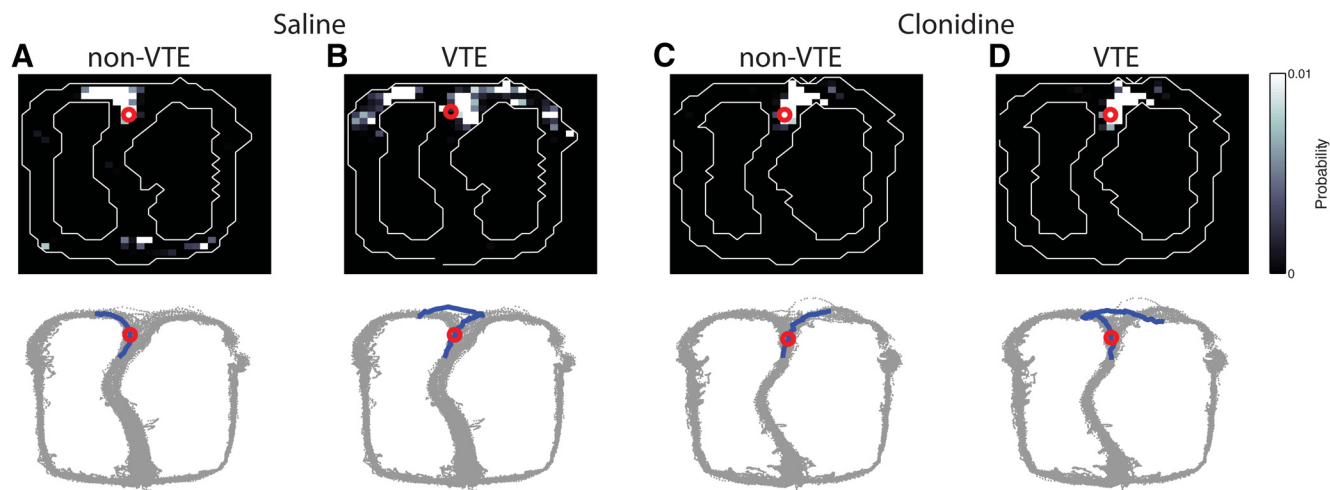 Saline
Clonidine
A non-VTE
B VTE
C non-VTE
D VTE
0.01
Probability
0